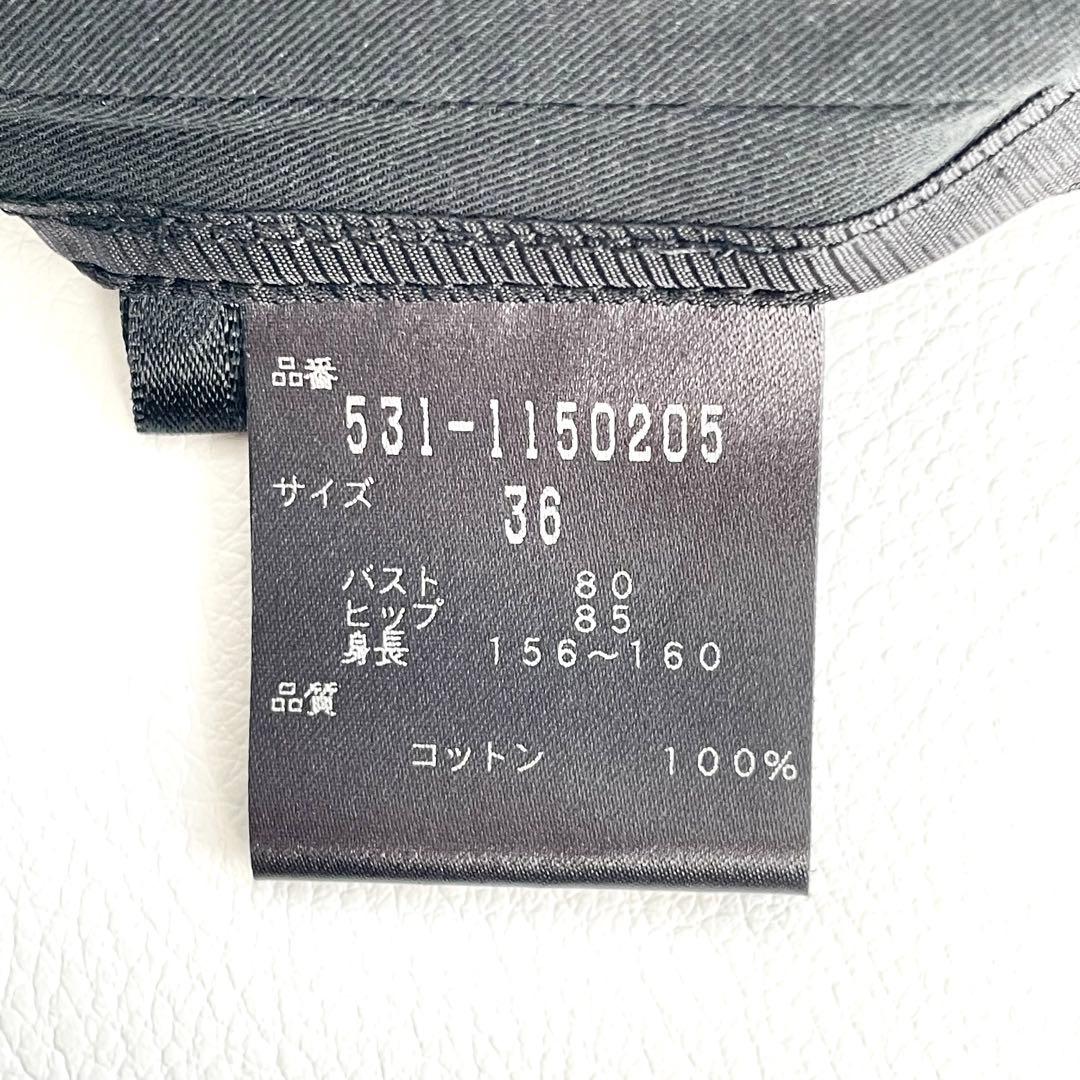 品番
531-1150205
サイズ 36
バスト 80
ヒップ 85
身長 156~160
品質
コットン 100%